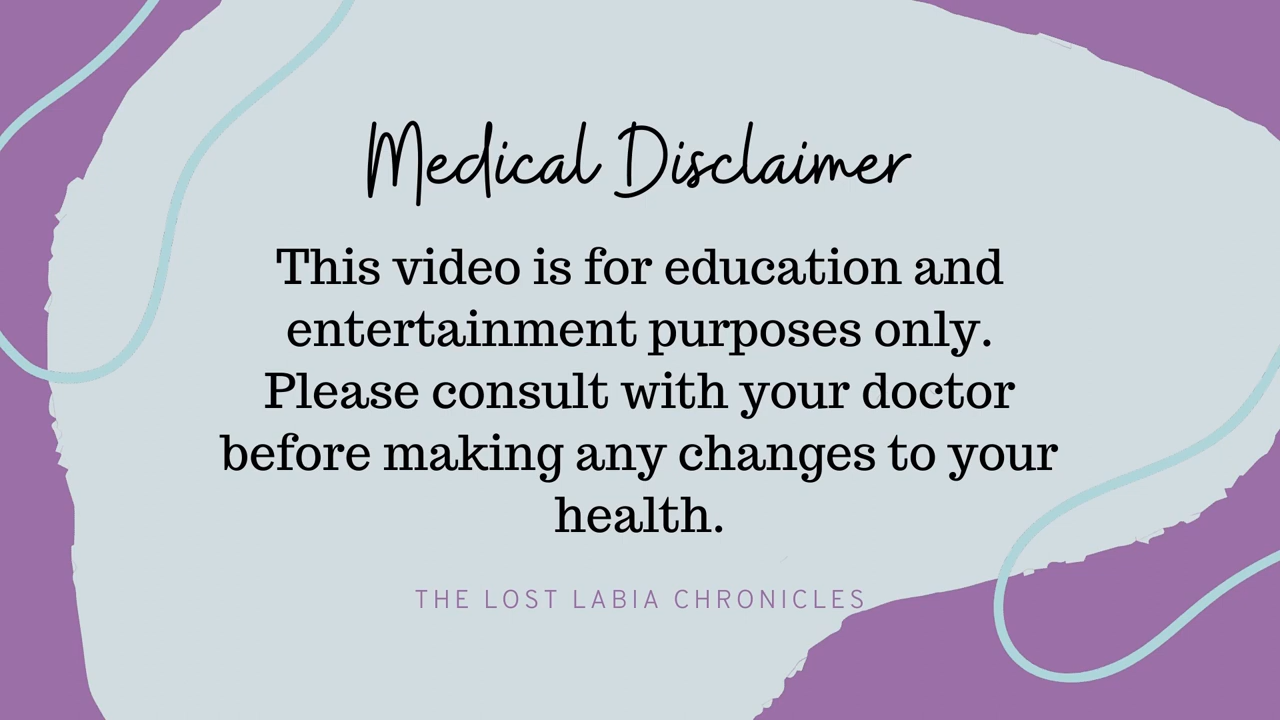 Medical Disclaimer
This video is for education and
entertainment purposes only.
Please consult with your doctor
before making any changes to your
health.
THE LOST LABIA CHRONICLES